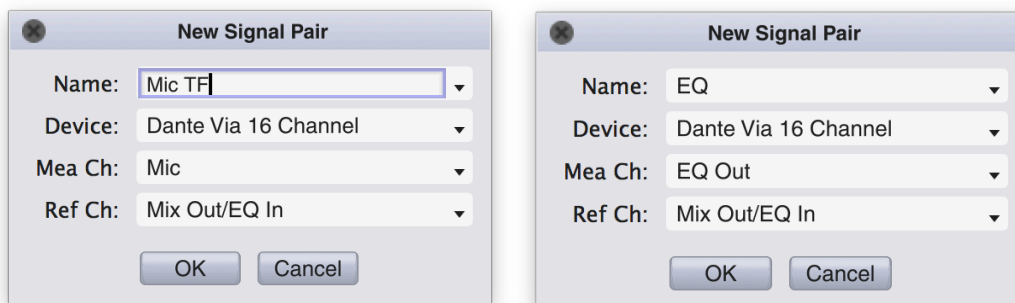 New Signal Pair
Name: Mic TF
Device: Dante Via 16 Channel
Mea Ch: Mic
Ref Ch: Mix Out/EQ In
OK Cancel
New Signal Pair
Name: EQ
Device: Dante Via 16 Channel
Mea Ch: EQ Out
Ref Ch: Mix Out/EQ In
OK Cancel